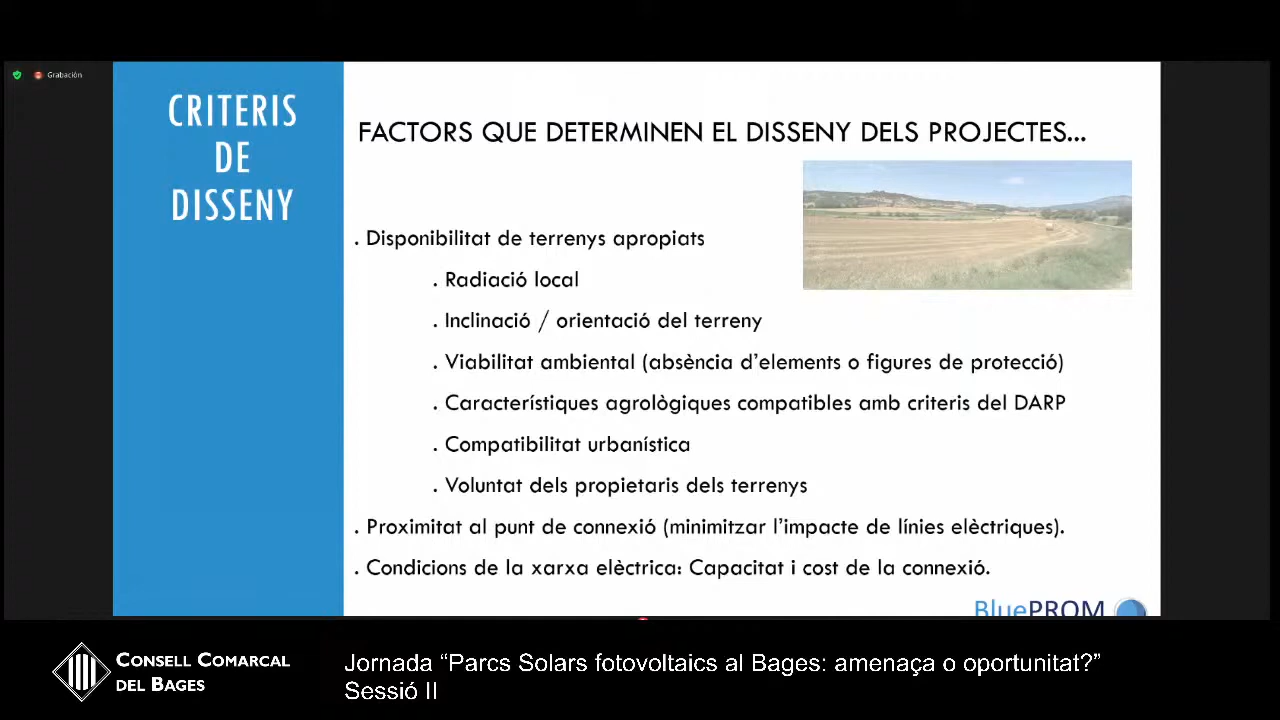 Grabación
CRITERIS
DE
DISSENY
FACTORS QUE DETERMINEN EL DISSENY DELS PROJECTES...
. Disponibilitat de terrenys apropiats
. Radiació local
. Inclinació / orientació del terreny
. Viabilitat ambiental (absència d'elements o figures de protecció)
. Característiques agrològiques compatibles amb criteris del DARP
. Compatibilitat urbanística
. Voluntat dels propietaris dels terrenys
. Proximitat al punt de connexió (minimitzar l'impacte de línies elèctriques).
. Condicions de la xarxa elèctrica: Capacitat i cost de la connexió.
BluePROM
CONSELL COMARCAL
DEL BAGES
Jornada “Parcs Solars fotovoltaics al Bages: amenaça o oportunitat?”
Sessió II